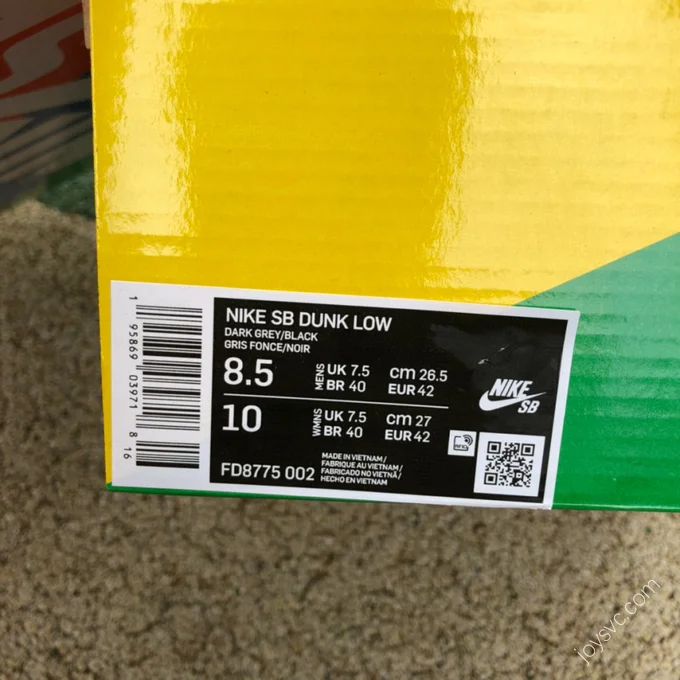 NIKE SB DUNK LOW
DARK GREY/BLACK
GRIS FONCE/NOIR
8.5 MENS UK 7.5 cm 26.5
BR 40 EUR 42
10 WMNS UK 7.5 cm 27
BR 40 EUR 42
FD8775 002
MADE IN VIETNAM /
FABRIQUE AU VIETNAM /
FABRICADO NO VIETNÃ /
HECHO EN VIETNAM
NIKE
SB
1 95869 03971 8 16
joysvc.com